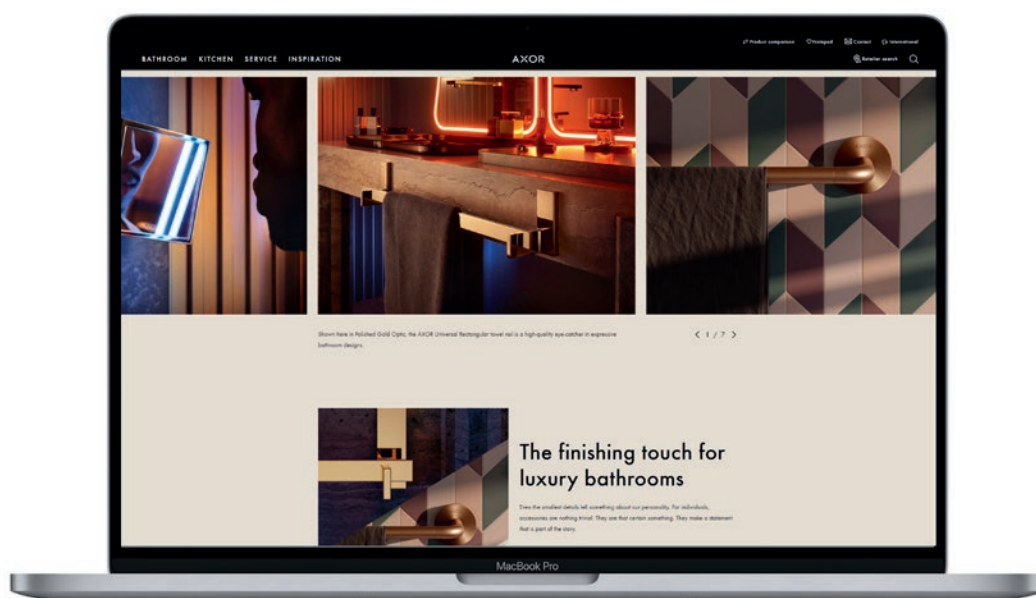 Product comparison Notepad Contact International
BATHROOM KITCHEN SERVICE INSPIRATION AXOR Retailer search
Shown here in Polished Gold Optic, the AXOR Universal Rectangular towel rail is a high-quality eye-catcher in expressive
bathroom designs.
1 / 7
The finishing touch for
luxury bathrooms
Even the smallest details tell something about our personality. For individuals,
accessories are nothing trivial. They are that certain something. They make a statement
that is part of the story.
MacBook Pro